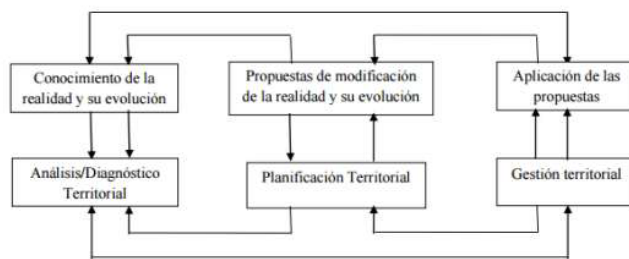 Conocimiento de la
realidad y su evolución
Propuestas de modificación
de la realidad y su evolución
Aplicación de las
propuestas
Análisis/Diagnóstico
Territorial
Planificación Territorial
Gestión territorial